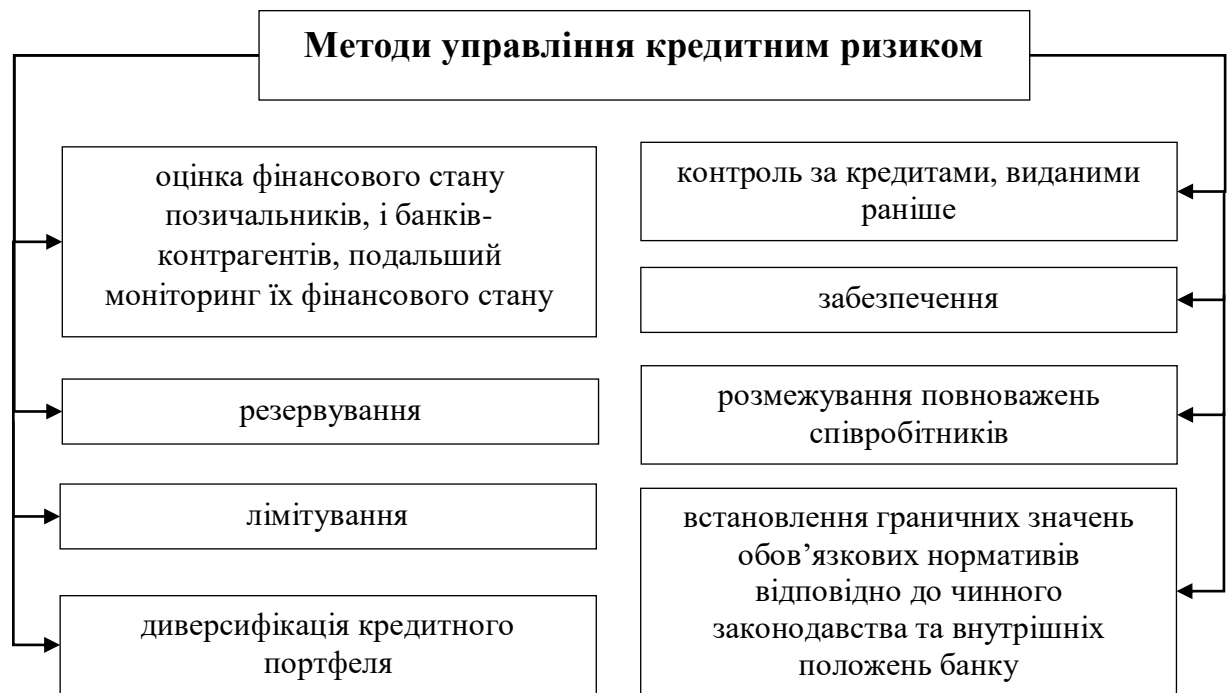 Методи управління кредитним ризиком
оцінка фінансового стану
позичальників, і банків-
контрагентів, подальший
моніторинг їх фінансового стану
резервування
лімітування
диверсифікація кредитного
портфеля
контроль за кредитами, виданими
раніше
забезпечення
розмежування повноважень
співробітників
встановлення граничних значень
обов’язкових нормативів
відповідно до чинного
законодавства та внутрішніх
положень банку